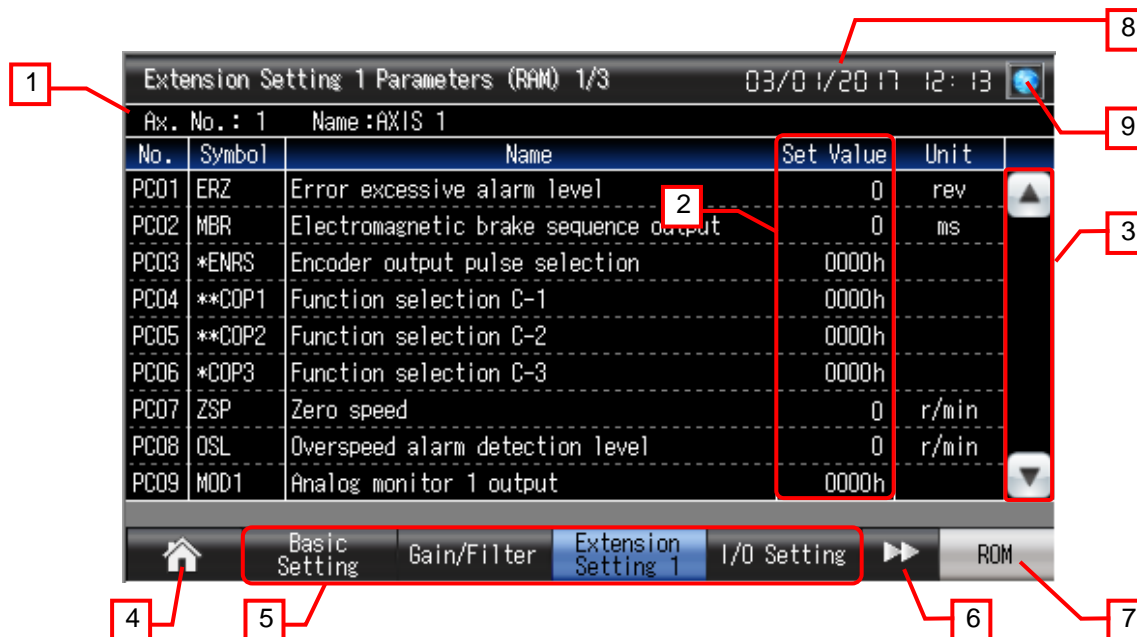 8
1
Extension Setting 1 Parameters (RAM) 1/3 03/01/2017 12:13
9
Ax. No.: 1 Name:AXIS 1
No. Symbol Name Set Value Unit
PC01 ERZ Error excessive alarm level 0 rev
2
PC02 MBR Electromagnetic brake sequence output 0 ms
3
PC03 *ENRS Encoder output pulse selection 0000h
PC04 **COP1 Function selection C-1 0000h
PC05 **COP2 Function selection C-2 0000h
PC06 *COP3 Function selection C-3 0000h
PC07 ZSP Zero speed 0 r/min
PC08 OSL Overspeed alarm detection level 0 r/min
PC09 MOD1 Analog monitor 1 output 0000h
Basic Setting Gain/Filter Extension Setting 1 I/O Setting ROM
4 5 6 7